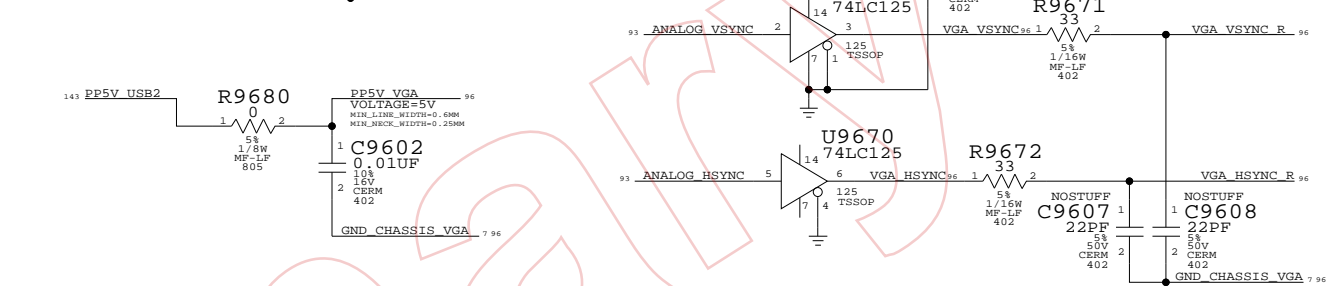 14
74LC125
CERM
402
R9671
33
93 ANALOG_VSYNC 2
3
VGA_VSYNC 96 1
2
VGA_VSYNC_R 96
7
1
125
TSSOP
5%
1/16W
MF-LF
402
143 PP5V_USB2
R9680
0
1
2
5%
1/8W
MF-LF
805
PP5V_VGA 96
VOLTAGE=5V
MIN_LINE_WIDTH=0.6MM
MIN_NECK_WIDTH=0.25MM
1
C9602
0.01UF
10%
16V
2
CERM
402
GND_CHASSIS_VGA 7 96
U9670
74LC125
14
93 ANALOG_HSYNC 5
6
VGA_HSYNC 96
7
4
125
TSSOP
R9672
33
1
2
5%
1/16W
MF-LF
402
VGA_HSYNC_R 96
NOSTUFF
C9607
1
22PF
5%
50V
CERM
2
402
NOSTUFF
1
C9608
22PF
5%
50V
2
CERM
402
GND_CHASSIS_VGA 7 96